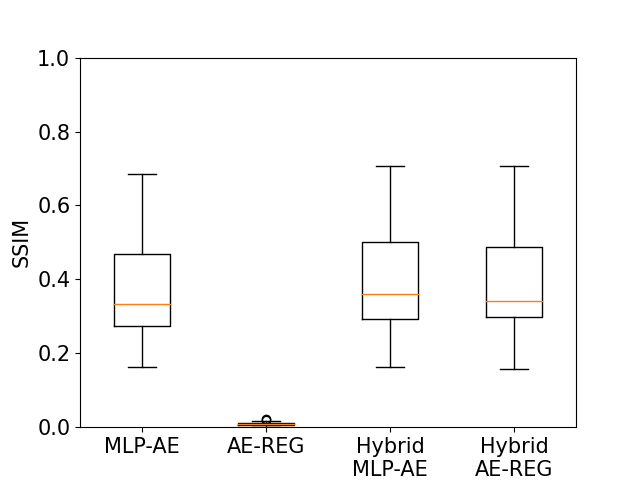 1.0
0.8
0.6
0.4
0.2
0.0
SSIM
MLP-AE
AE-REG
Hybrid
MLP-AE
Hybrid
AE-REG